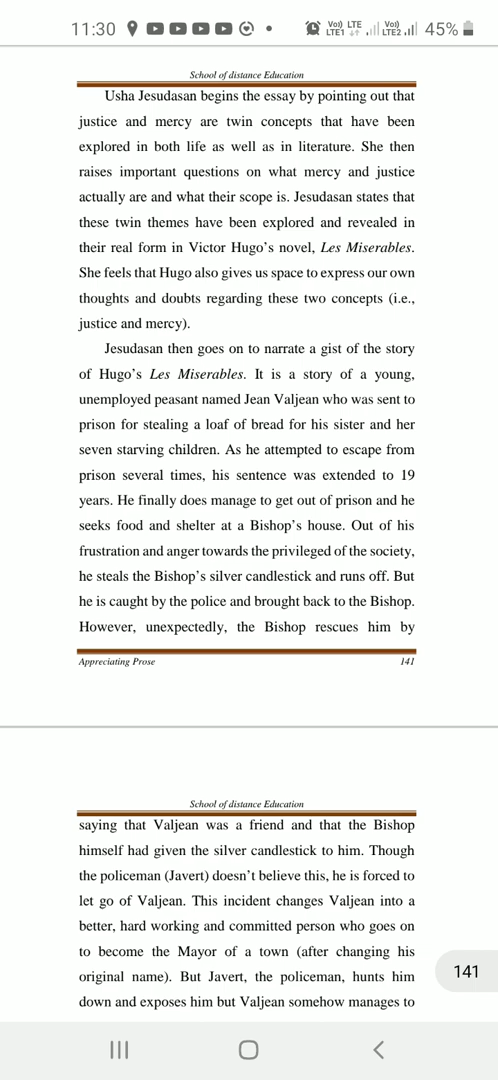 11:30
Vo)) LTE LTE1
Vo)) LTE2
45%
School of distance Education
Usha Jesudasan begins the essay by pointing out that
justice and mercy are twin concepts that have been
explored in both life as well as in literature. She then
raises important questions on what mercy and justice
actually are and what their scope is. Jesudasan states that
these twin themes have been explored and revealed in
their real form in Victor Hugo’s novel, Les Miserables.
She feels that Hugo also gives us space to express our own
thoughts and doubts regarding these two concepts (i.e.,
justice and mercy).
Jesudasan then goes on to narrate a gist of the story
of Hugo’s Les Miserables. It is a story of a young,
unemployed peasant named Jean Valjean who was sent to
prison for stealing a loaf of bread for his sister and her
seven starving children. As he attempted to escape from
prison several times, his sentence was extended to 19
years. He finally does manage to get out of prison and he
seeks food and shelter at a Bishop’s house. Out of his
frustration and anger towards the privileged of the society,
he steals the Bishop’s silver candlestick and runs off. But
he is caught by the police and brought back to the Bishop.
However, unexpectedly, the Bishop rescues him by
Appreciating Prose 141
School of distance Education
saying that Valjean was a friend and that the Bishop
himself had given the silver candlestick to him. Though
the policeman (Javert) doesn’t believe this, he is forced to
let go of Valjean. This incident changes Valjean into a
better, hard working and committed person who goes on
to become the Mayor of a town (after changing his
original name). But Javert, the policeman, hunts him
141
down and exposes him but Valjean somehow manages to